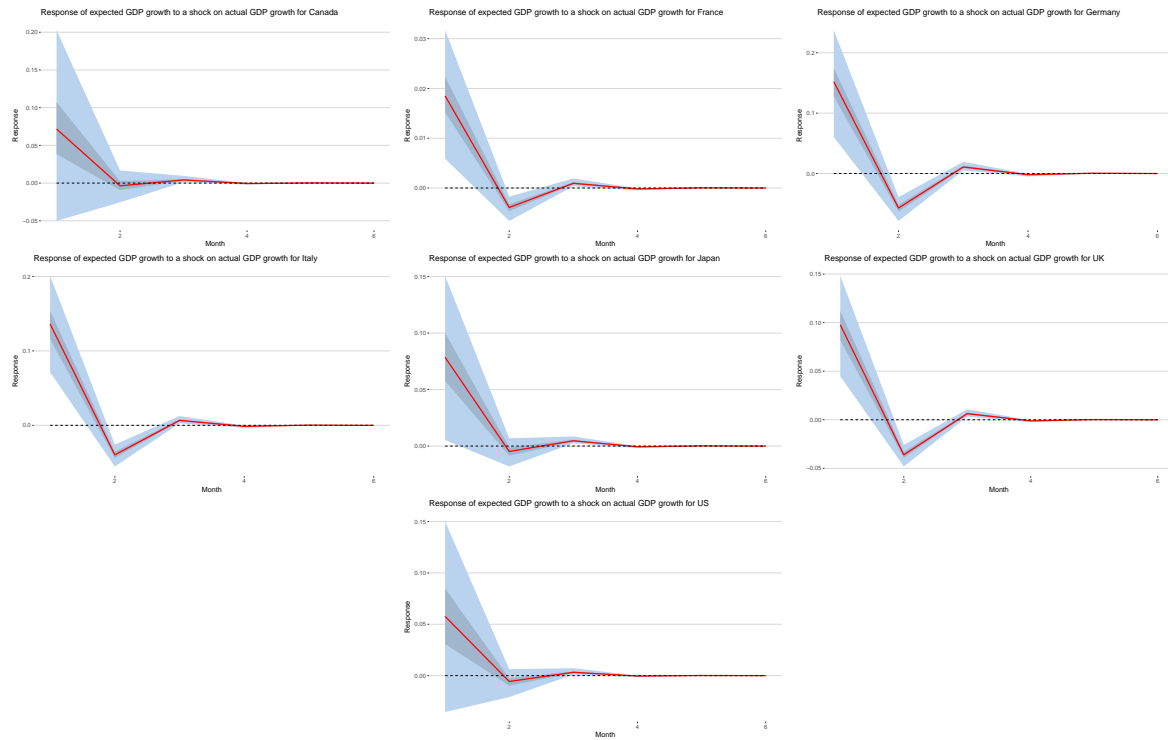 Response of expected GDP growth to a shock on actual GDP growth for Canada
0.20
0.15
0.10
0.05
0.00
−0.05
Response
2
4
6
Month
Response of expected GDP growth to a shock on actual GDP growth for France
0.03
0.02
0.01
0.00
Response
2
4
6
Month
Response of expected GDP growth to a shock on actual GDP growth for Germany
0.2
0.1
0.0
Response
2
4
6
Month
Response of expected GDP growth to a shock on actual GDP growth for Italy
0.2
0.1
0.0
Response
2
4
6
Month
Response of expected GDP growth to a shock on actual GDP growth for Japan
0.15
0.10
0.05
0.00
Response
2
4
6
Month
Response of expected GDP growth to a shock on actual GDP growth for UK
0.15
0.10
0.05
0.00
−0.05
Response
2
4
6
Month
Response of expected GDP growth to a shock on actual GDP growth for US
0.15
0.10
0.05
0.00
Response
2
4
6
Month